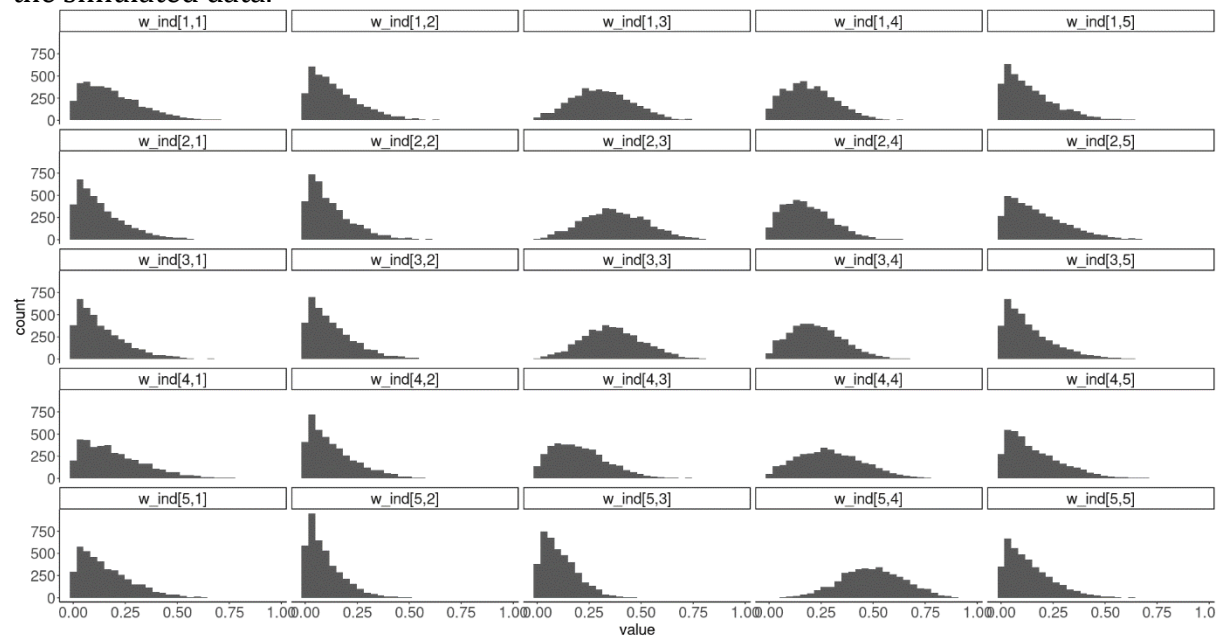 the simulated data.
w_ind[1,1] w_ind[1,2] w_ind[1,3] w_ind[1,4] w_ind[1,5]
750
500
250
0
w_ind[2,1] w_ind[2,2] w_ind[2,3] w_ind[2,4] w_ind[2,5]
750
500
250
0
w_ind[3,1] w_ind[3,2] w_ind[3,3] w_ind[3,4] w_ind[3,5]
750
500
250
0
count
w_ind[4,1] w_ind[4,2] w_ind[4,3] w_ind[4,4] w_ind[4,5]
750
500
250
0
w_ind[5,1] w_ind[5,2] w_ind[5,3] w_ind[5,4] w_ind[5,5]
750
500
250
0
0.00 0.25 0.50 0.75 1.00 0.00 0.25 0.50 0.75 1.00 0.00 0.25 0.50 0.75 1.00 0.00 0.25 0.50 0.75 1.00 0.00 0.25 0.50 0.75 1.0
value